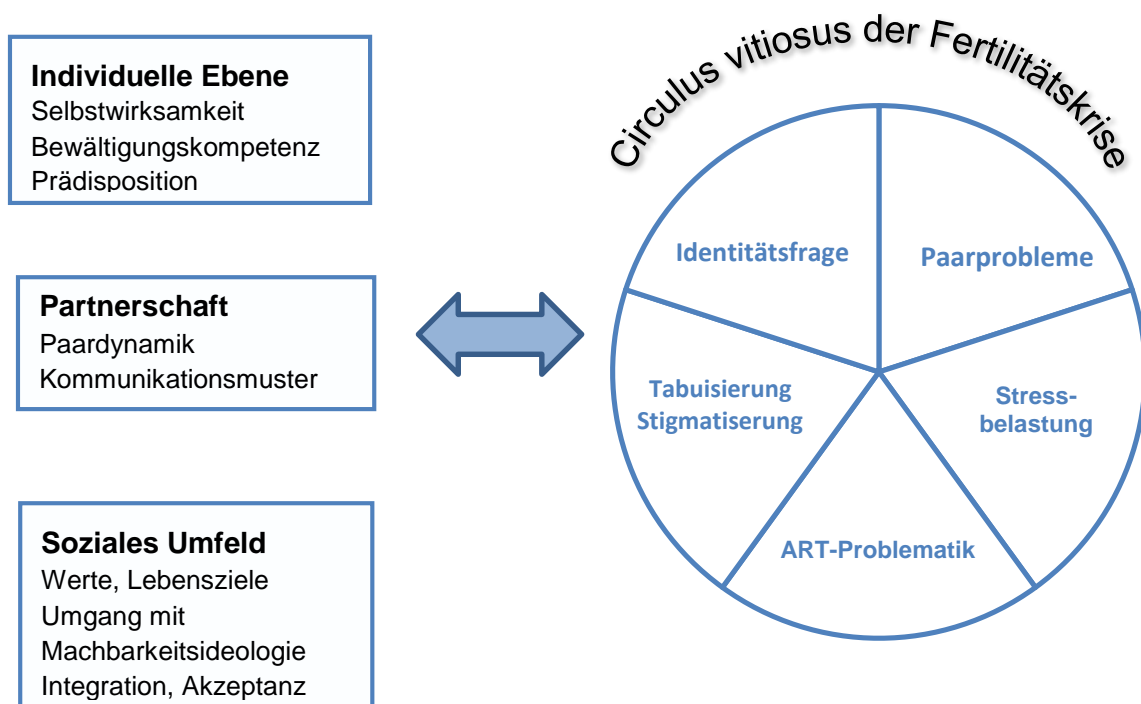 Circulus vitiosus der Fertilitätskrise
Individuelle Ebene
Selbstwirksamkeit
Bewältigungskompetenz
Prädisposition
Partnerschaft
Paardynamik
Kommunikationsmuster
Soziales Umfeld
Werte, Lebensziele
Umgang mit
Machbarkeitsideologie
Integration, Akzeptanz
Identitätsfrage
Paarprobleme
Tabuisierung
Stigmatiserung
Stress-
belastung
ART-Problematik